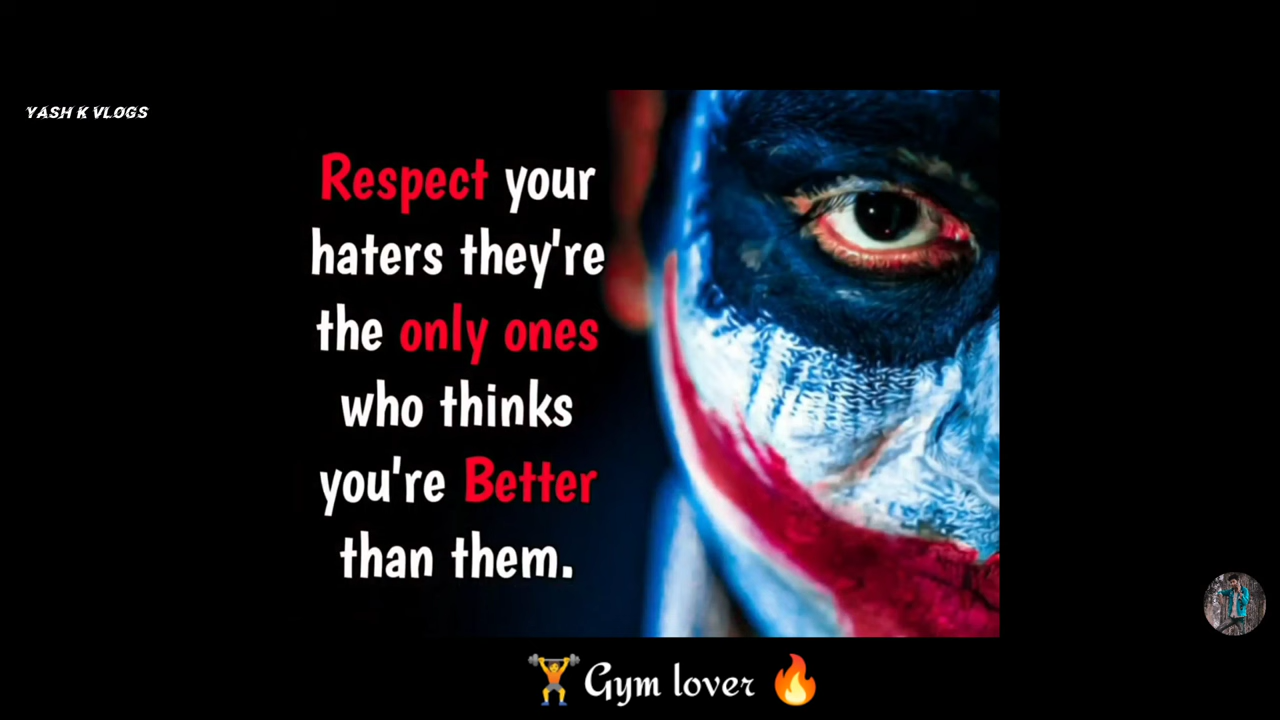 YASH K VLOGS
Respect your
haters they're
the only ones
who thinks
you're Better
than them.
🏋️Gym lover 🔥